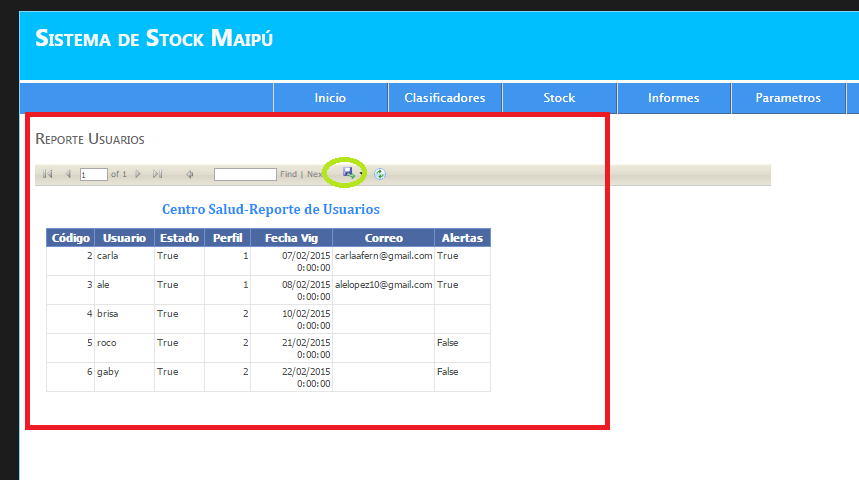 Sistema de Stock Maipú
Inicio Clasificadores Stock Informes Parametros
Reporte Usuarios
1 of 1 Find | Next
Centro Salud-Reporte de Usuarios
Código Usuario Estado Perfil Fecha Vig Correo Alertas
2 carla True 1 07/02/2015 carlaafern@gmail.com True
0:00:00
3 ale True 1 08/02/2015 alelopez10@gmail.com True
0:00:00
4 brisa True 2 10/02/2015
0:00:00
5 roco True 2 21/02/2015 False
0:00:00
6 gaby True 2 22/02/2015 False
0:00:00